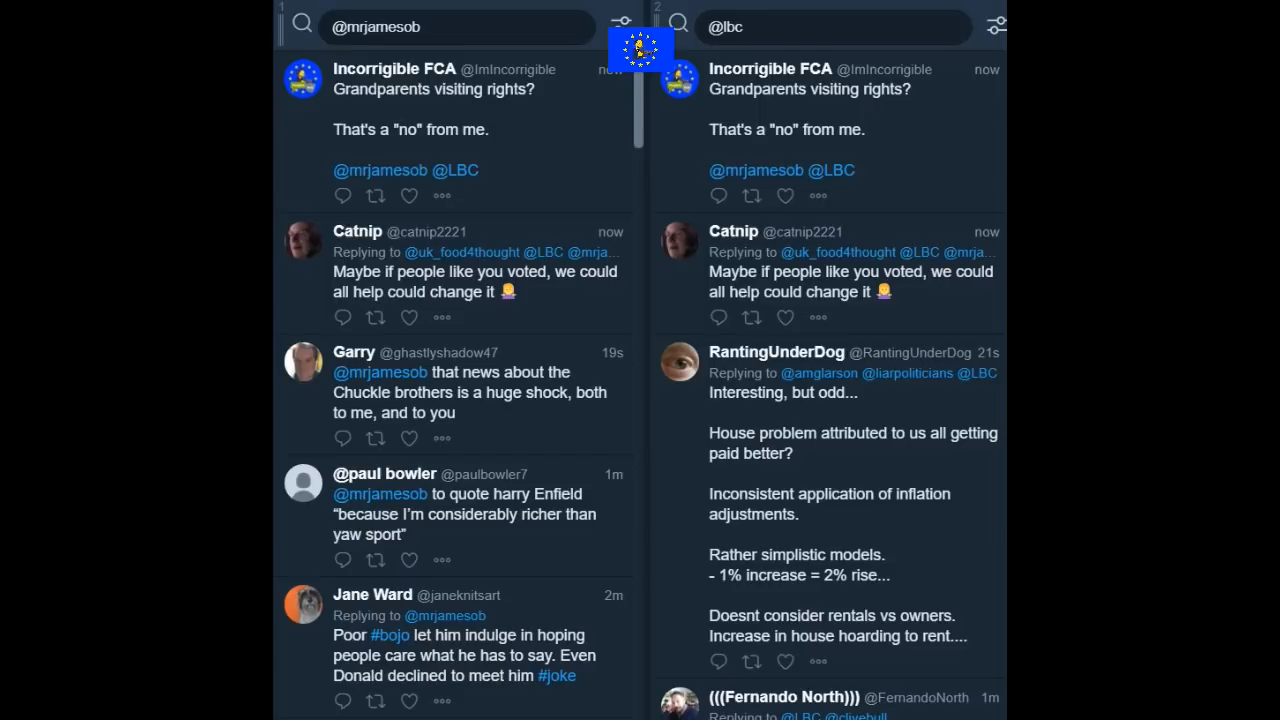 1
@mrjamesob
Incorrigible FCA @ImIncorrigible
Grandparents visiting rights?
That's a "no" from me.
@mrjamesob @LBC
Catnip @catnip2221 now
Replying to @uk_food4thought @LBC @mrja...
Maybe if people like you voted, we could
all help could change it
Garry @ghastlyshadow47 19s
@mrjamesob that news about the
Chuckle brothers is a huge shock, both
to me, and to you
@paul bowler @paulbowler7 1m
@mrjamesob to quote harry Enfield
“because I’m considerably richer than
yaw sport”
Jane Ward @janeknitsart 2m
Replying to @mrjamesob
Poor #bojo let him indulge in hoping
people care what he has to say. Even
Donald declined to meet him #joke
2
@lbc
Incorrigible FCA @ImIncorrigible now
Grandparents visiting rights?
That's a "no" from me.
@mrjamesob @LBC
Catnip @catnip2221 now
Replying to @uk_food4thought @LBC @mrja...
Maybe if people like you voted, we could
all help could change it
RantingUnderDog @RantingUnderDog 21s
Replying to @amglarson @liarpoliticians @LBC
Interesting, but odd...
House problem attributed to us all getting
paid better?
Inconsistent application of inflation
adjustments.
Rather simplistic models.
- 1% increase = 2% rise...
Doesnt consider rentals vs owners.
Increase in house hoarding to rent....
(((Fernando North))) @FernandoNorth 1m
Replying to @LBC @clivebull